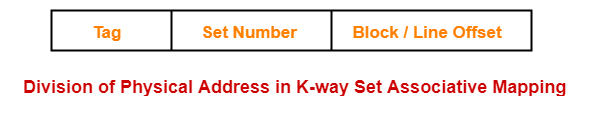 Tag Set Number Block / Line Offset
Division of Physical Address in K-way Set Associative Mapping